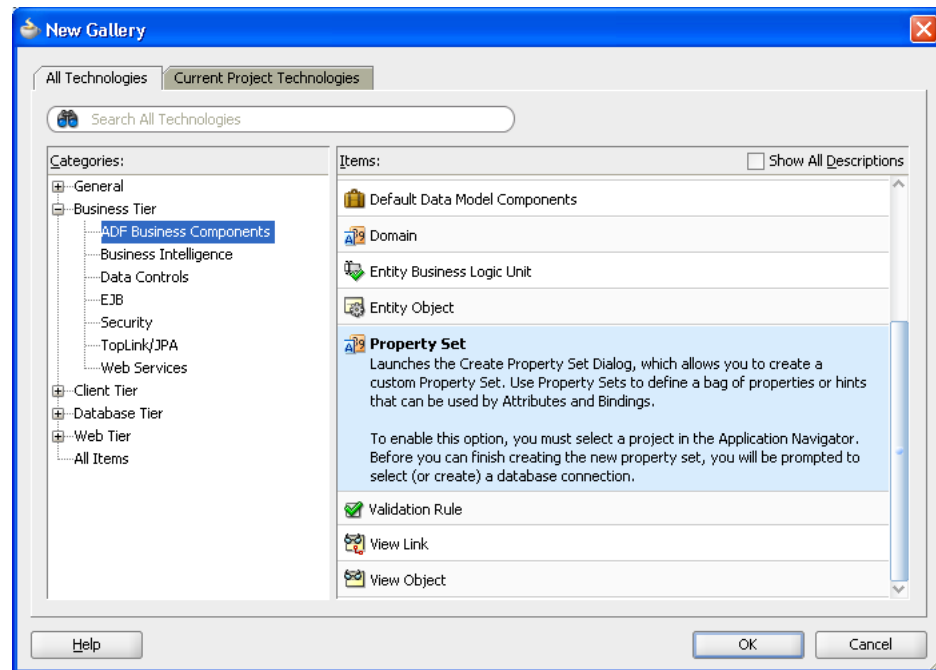 New Gallery
All Technologies
Current Project Technologies
Search All Technologies
Categories:
General
Business Tier
ADF Business Components
Business Intelligence
Data Controls
EJB
Security
TopLink/JPA
Web Services
Client Tier
Database Tier
Web Tier
All Items
Items:
Show All Descriptions
Default Data Model Components
Domain
Entity Business Logic Unit
Entity Object
Property Set
Launches the Create Property Set Dialog, which allows you to create a
custom Property Set. Use Property Sets to define a bag of properties or hints
that can be used by Attributes and Bindings.
To enable this option, you must select a project in the Application Navigator.
Before you can finish creating the new property set, you will be prompted to
select (or create) a database connection.
Validation Rule
View Link
View Object
Help
OK
Cancel